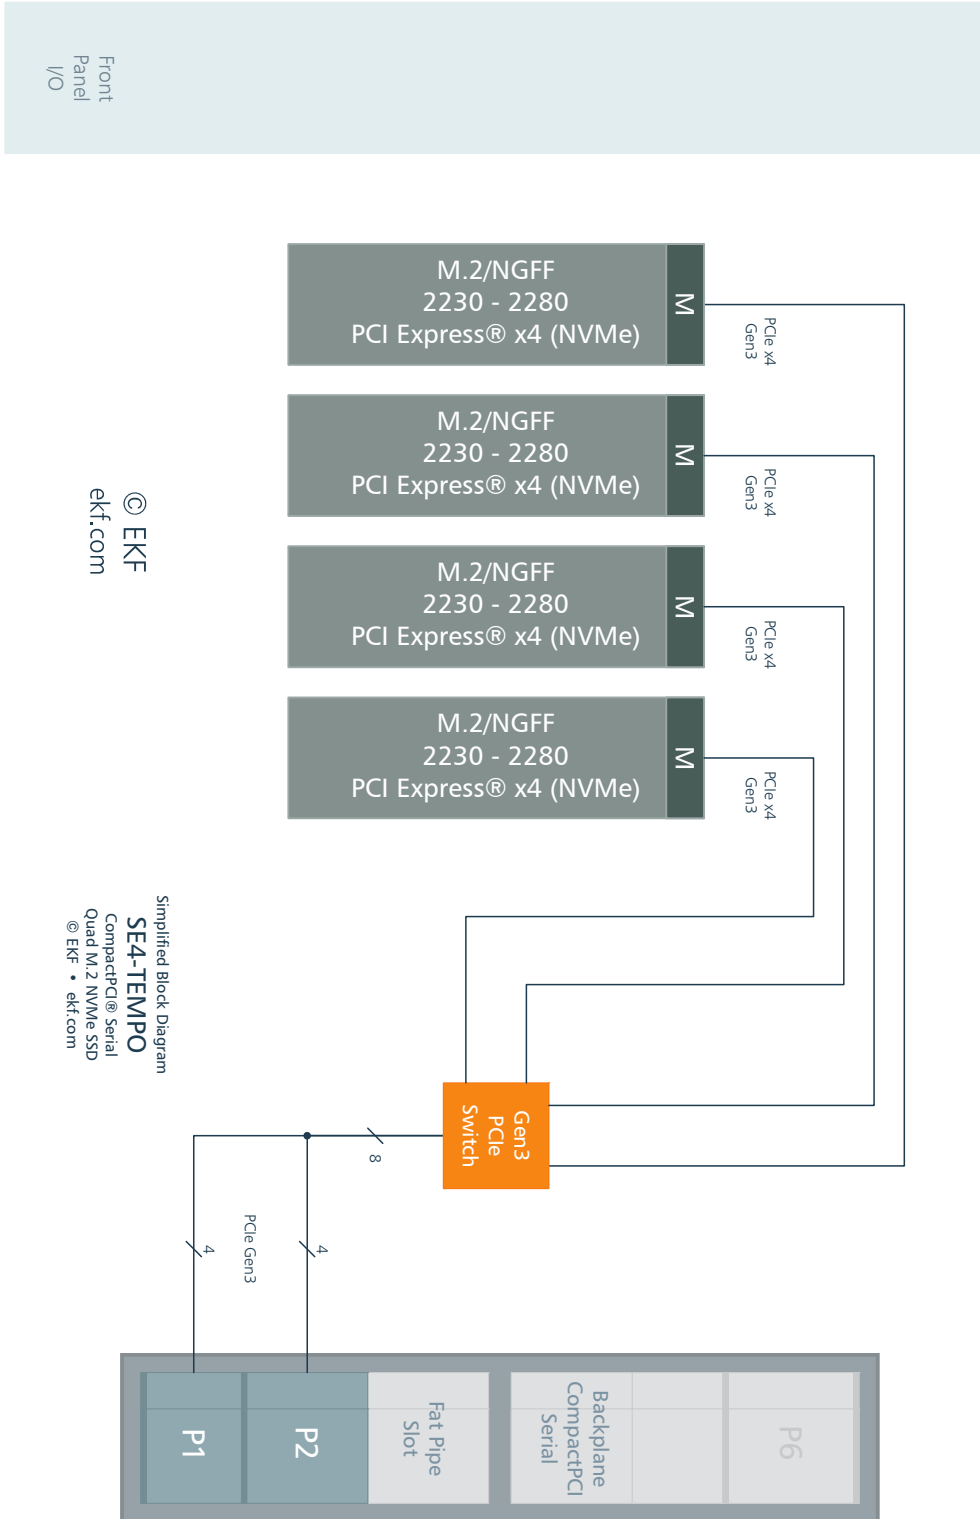 Front
Panel
I/O
M.2/NGFF
2230 - 2280
PCI Express® x4 (NVMe)
M
PCIe x4
Gen3
M.2/NGFF
2230 - 2280
PCI Express® x4 (NVMe)
M
PCIe x4
Gen3
M.2/NGFF
2230 - 2280
PCI Express® x4 (NVMe)
M
PCIe x4
Gen3
M.2/NGFF
2230 - 2280
PCI Express® x4 (NVMe)
M
PCIe x4
Gen3
© EKF
ekf.com
Simplified Block Diagram
SE4-TEMPO
CompactPCI® Serial
Quad M.2 NVMe SSD
© EKF • ekf.com
Gen3
PCIe
Switch
8
4
PCIe Gen3
4
P1
P2
Fat Pipe
Slot
Backplane
CompactPCI
Serial
P6